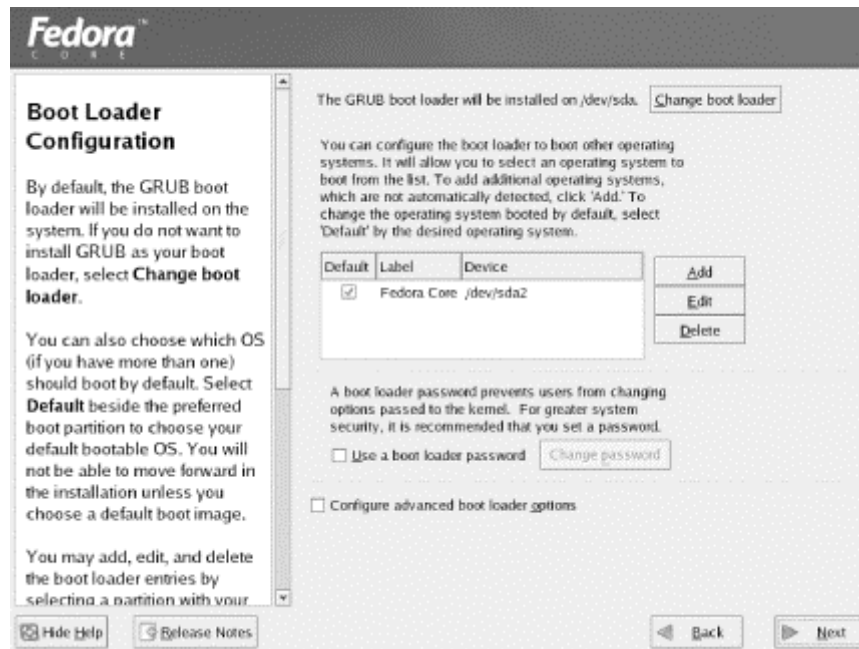 Fedora™
CORE
Boot Loader
Configuration
By default, the GRUB boot
loader will be installed on the
system. If you do not want to
install GRUB as your boot
loader, select Change boot
loader.
You can also choose which OS
(if you have more than one)
should boot by default. Select
Default beside the preferred
boot partition to choose your
default bootable OS. You will
not be able to move forward in
the installation unless you
choose a default boot image.
You may add, edit, and delete
the boot loader entries by
selecting a partition with your
The GRUB boot loader will be installed on /dev/sda. Change boot loader
You can configure the boot loader to boot other operating
systems. It will allow you to select an operating system to
boot from the list. To add additional operating systems,
which are not automatically detected, click 'Add.' To
change the operating system booted by default, select
'Default' by the desired operating system.
Default Label Device
Fedora Core /dev/sda2
Add
Edit
Delete
A boot loader password prevents users from changing
options passed to the kernel. For greater system
security, it is recommended that you set a password.
Use a boot loader password Change password
Configure advanced boot loader options
Hide Help Release Notes Back Next